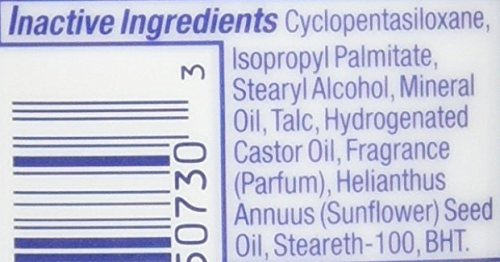 Inactive Ingredients Cyclopentasiloxane,
Isopropyl Palmitate,
Stearyl Alcohol, Mineral
Oil, Talc, Hydrogenated
Castor Oil, Fragrance
(Parfum), Helianthus
Annuus (Sunflower) Seed
Oil, Steareth-100, BHT.
3
0730